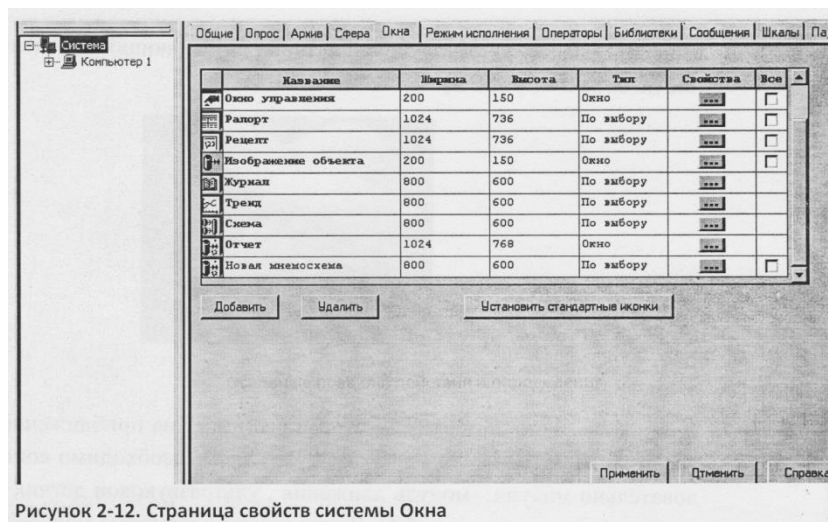 Система
Компьютер 1
Общие Опрос Архив Сфера Окна Режим исполнения Операторы Библиотеки Сообщения Шкалы Па
Название Ширина Высота Тип Свойства Все
Окно управления 200 150 Окно ...
Рапорт 1024 736 По выбору ...
Рецепт 1024 736 По выбору ...
Изображение объекта 200 150 Окно ...
Журнал 800 600 По выбору ...
Тренд 800 600 По выбору ...
Схема 800 600 По выбору ...
Отчет 1024 768 Окно ...
Новая мнемосхема 800 600 По выбору ...
Добавить Удалить Установить стандартные иконки
Применить Отменить Справка
Рисунок 2-12. Страница свойств системы Окна